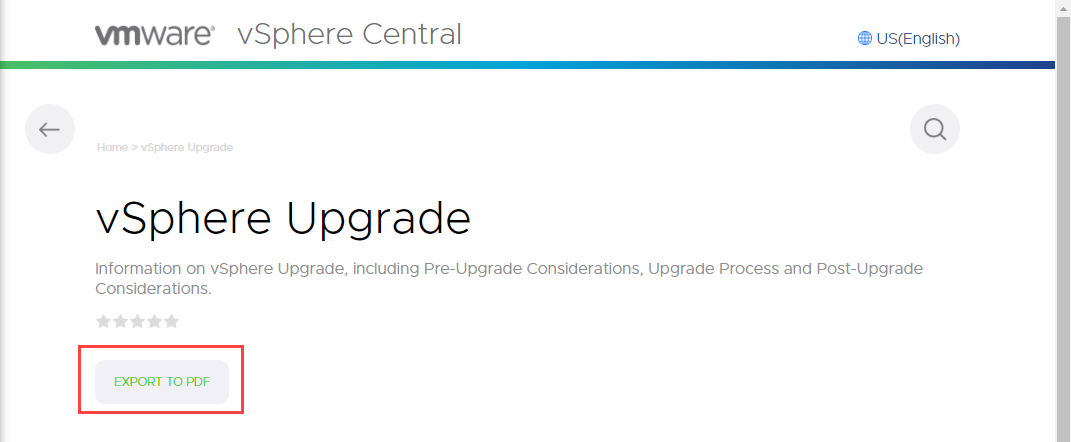 vmware® vSphere Central
US(English)
Home > vSphere Upgrade
vSphere Upgrade
Information on vSphere Upgrade, including Pre-Upgrade Considerations, Upgrade Process and Post-Upgrade
Considerations.
EXPORT TO PDF